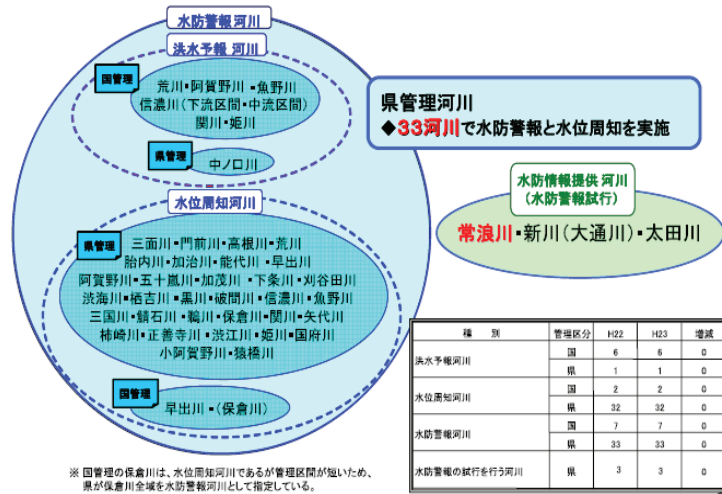 水防警報河川
洪水予報 河川
国管理
荒川・阿賀野川・魚野川
信濃川(下流区間・中流区間)
関川・姫川
県管理
中ノ口川
水位周知河川
県管理
三面川・門前川・高根川・荒川
胎内川・加治川・能代川・早出川
阿賀野川・五十嵐川・加茂川・下条川・刈谷田川
渋海川・栖吉川・黒川・破間川・信濃川・魚野川
三国川・鯖石川・鵜川・保倉川・関川・矢代川
柿崎川・正善寺川・渋江川・姫川・国府川
小阿賀野川・猿橋川
国管理
早出川・(保倉川)
※ 国管理の保倉川は、水位周知河川であるが管理区間が短いため、
県が保倉川全域を水防警報河川として指定している。
県管理河川
◆33河川で水防警報と水位周知を実施
水防情報提供 河川
(水防警報試行)
常浪川・新川(大通川)・太田川
種　別 管理区分 H22 H23 増減
洪水予報河川 国 6 6 0
県 1 1 0
水位周知河川 国 2 2 0
県 32 32 0
水防警報河川 国 7 7 0
県 33 33 0
水防警報の試行を行う河川 県 3 3 0